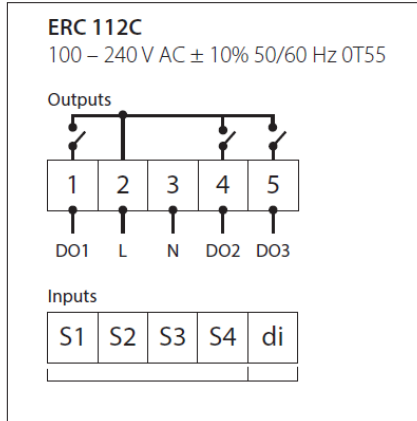 ERC 112C
100 – 240 V AC ± 10% 50/60 Hz 0T55
Outputs
1 2 3 4 5
DO1 L N DO2 DO3
Inputs
S1 S2 S3 S4 di